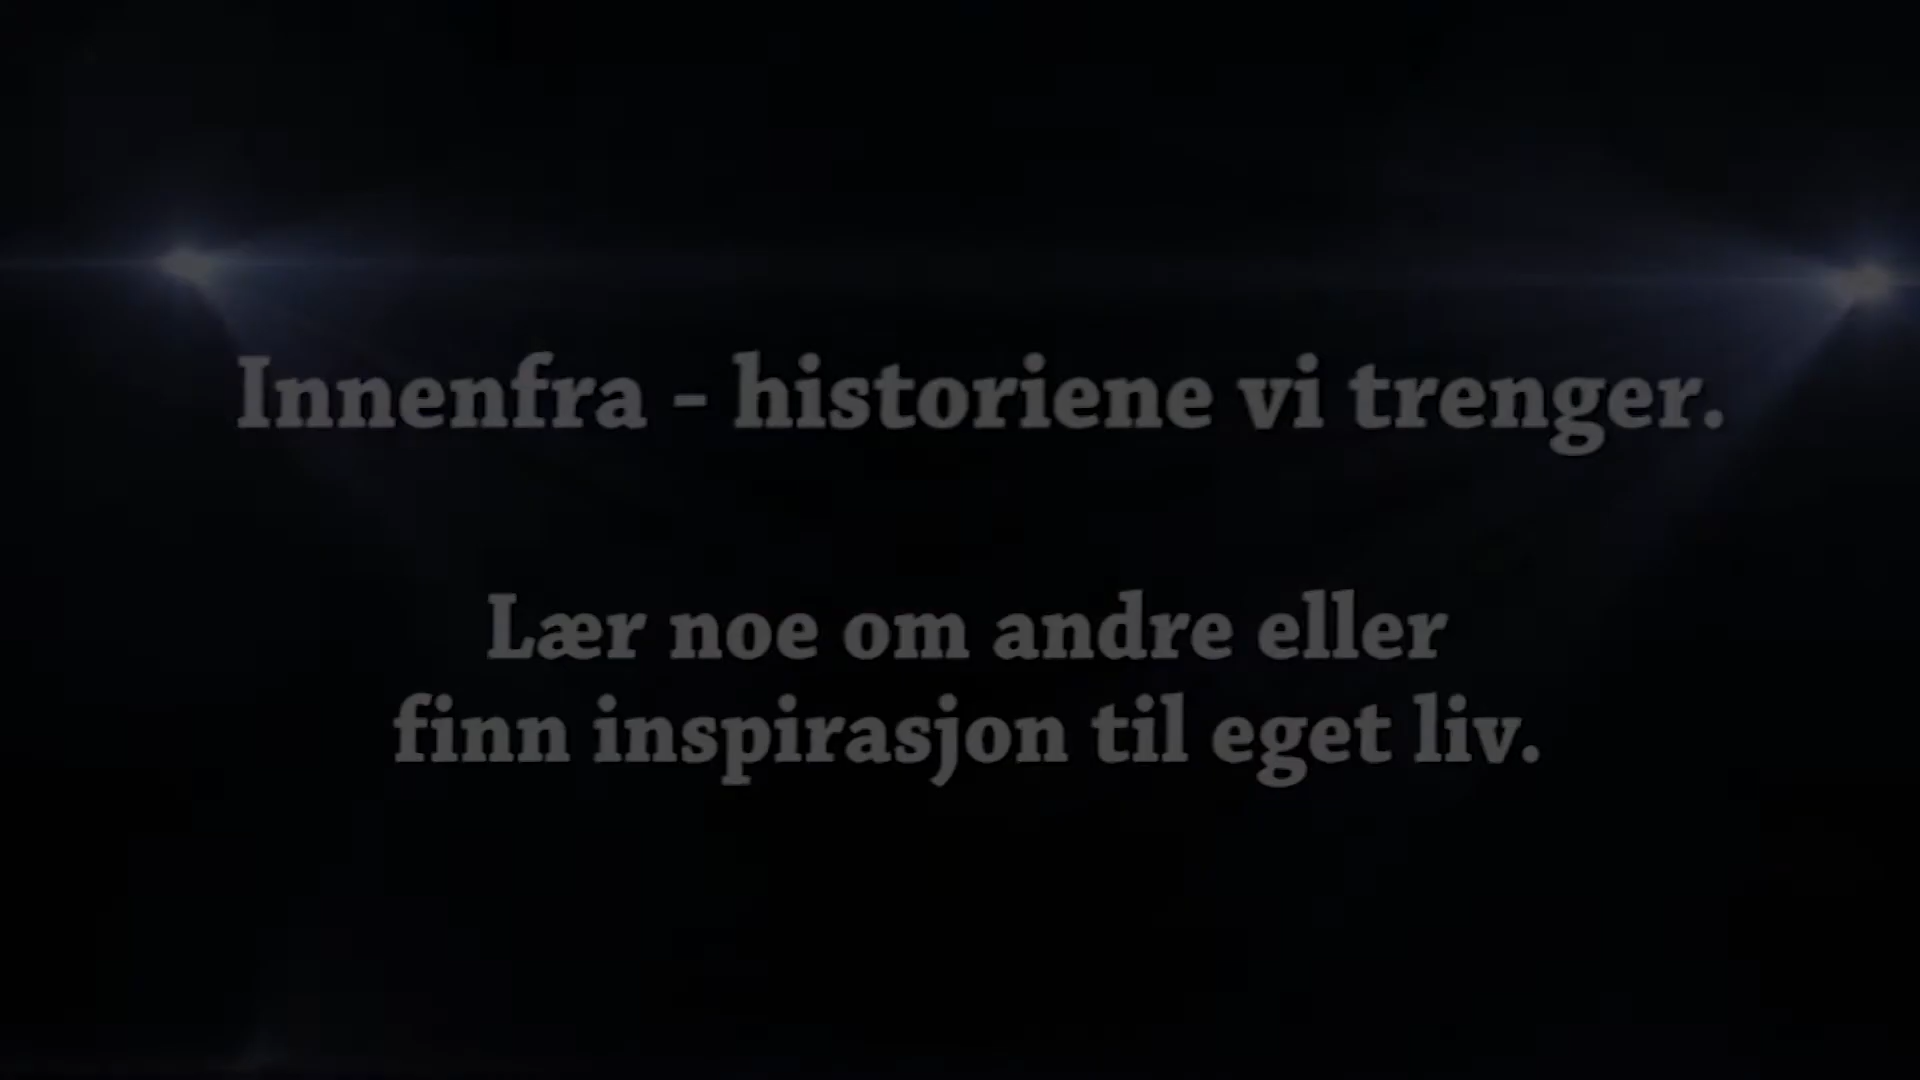 Innenfra - historiene vi trenger.
Lær noe om andre eller
finn inspirasjon til eget liv.